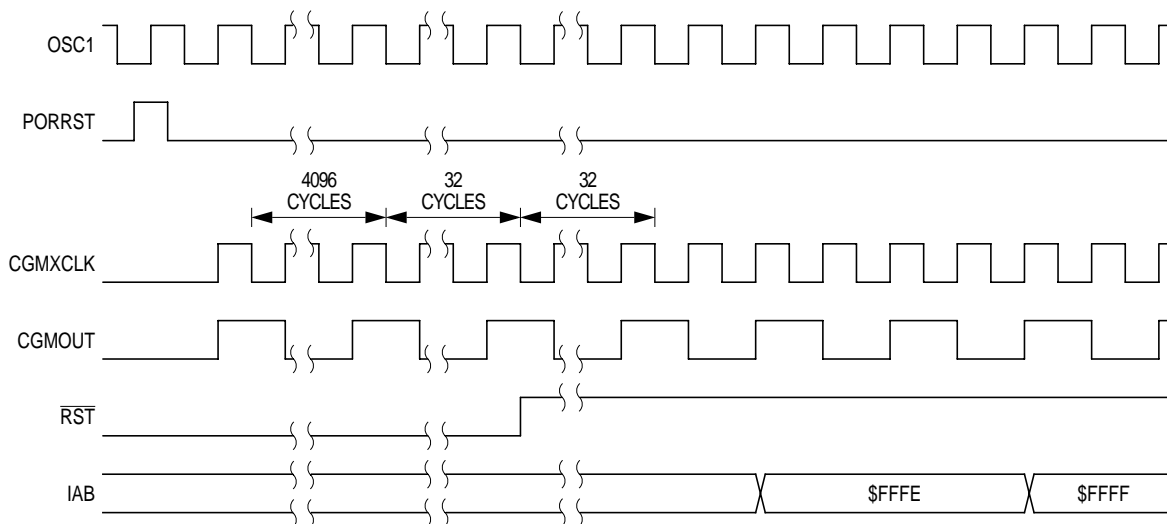 OSC1
PORRST
4096
CYCLES
32
CYCLES
32
CYCLES
CGMXCLK
CGMOUT
RST
IAB
$FFFE
$FFFF